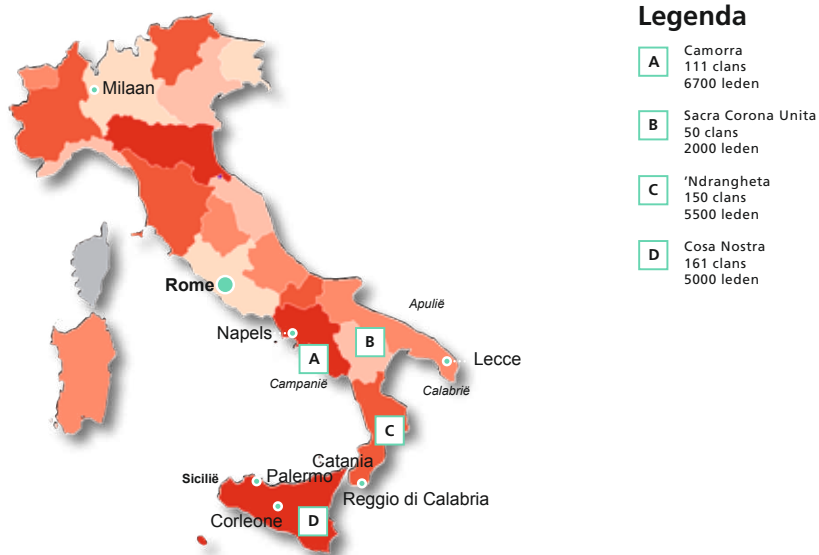 Legenda
A
Camorra
111 clans
6700 leden
B
Sacra Corona Unita
50 clans
2000 leden
C
’Ndrangheta
150 clans
5500 leden
D
Cosa Nostra
161 clans
5000 leden
Milaan
Rome
Apulië
Napels
B
A
Lecce
Campanië
Calabrië
C
Catania
Sicilië
Palermo
Reggio di Calabria
Corleone
D